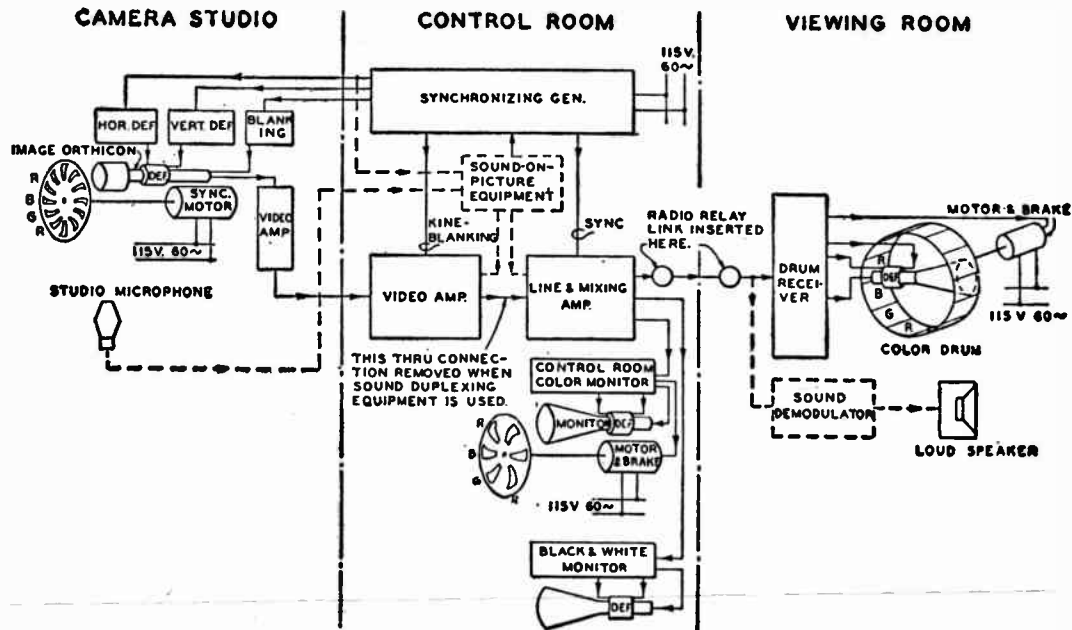 CAMERA STUDIO
CONTROL ROOM
VIEWING ROOM
115V.
60~
SYNCHRONIZING GEN.
HOR. DEF
VERT. DEF
BLANK
ING
IMAGE ORTHICON
DEF
R
B
G
R
SYNC.
MOTOR
115V. 60~
VIDEO
AMP
STUDIO MICROPHONE
SOUND-ON-
PICTURE
EQUIPMENT
KINE-
BLANKING
SYNC
VIDEO AMP.
LINE & MIXING
AMP.
RADIO RELAY
LINK INSERTED
HERE.
THIS THRU CONNEC-
TION REMOVED WHEN
SOUND DUPLEXING
EQUIPMENT IS USED.
CONTROL ROOM
COLOR MONITOR
MONITOR
DEF
R
B
G
R
MOTOR
& BRAKE
115V 60~
BLACK & WHITE
MONITOR
DEF
DRUM
RECEI-
VER
MOTOR & BRAKE
R
DEF
B
G
R
115 V 60~
COLOR DRUM
SOUND
DEMODULATOR
LOUD SPEAKER